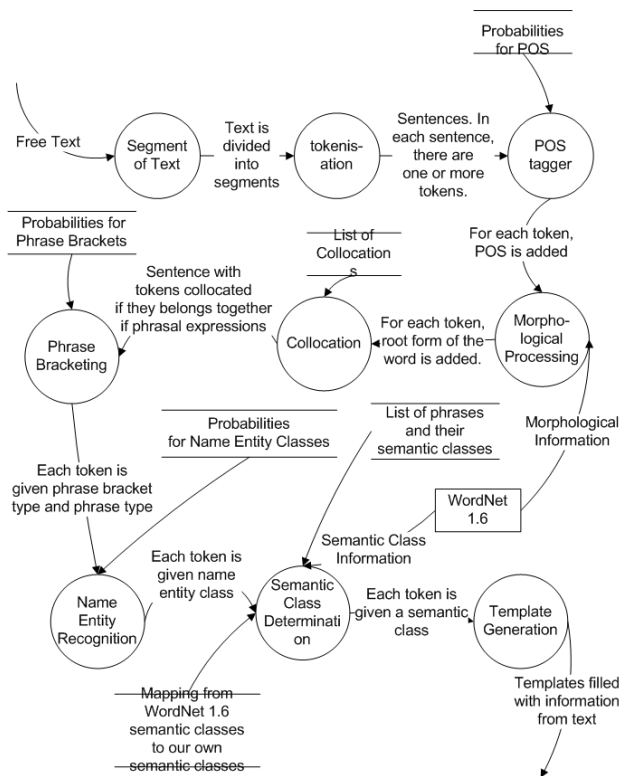 Probabilities
for POS
Free Text
Segment
of Text
Text is
divided
into
segments
tokenis-
ation
Sentences. In
each sentence,
there are
one or more
tokens.
POS
tagger
Probabilities for
Phrase Brackets
List of
Collocation
s
For each token,
POS is added
Sentence with
tokens collocated
if they belongs together
if phrasal expressions
Phrase
Bracketing
Collocation
For each token,
root form of the
word is added.
Morpho-
logical
Processing
Probabilities
for Name Entity Classes
List of phrases
and their
semantic classes
Morphological
Information
Each token is
given phrase bracket
type and phrase type
WordNet
1.6
Semantic Class
Information
Each token is
given name
entity class
Name
Entity
Recognition
Semantic
Class
Determinati
on
Each token is
given a semantic
class
Template
Generation
Mapping from
WordNet 1.6
semantic classes
to our own
semantic classes
Templates filled
with information
from text